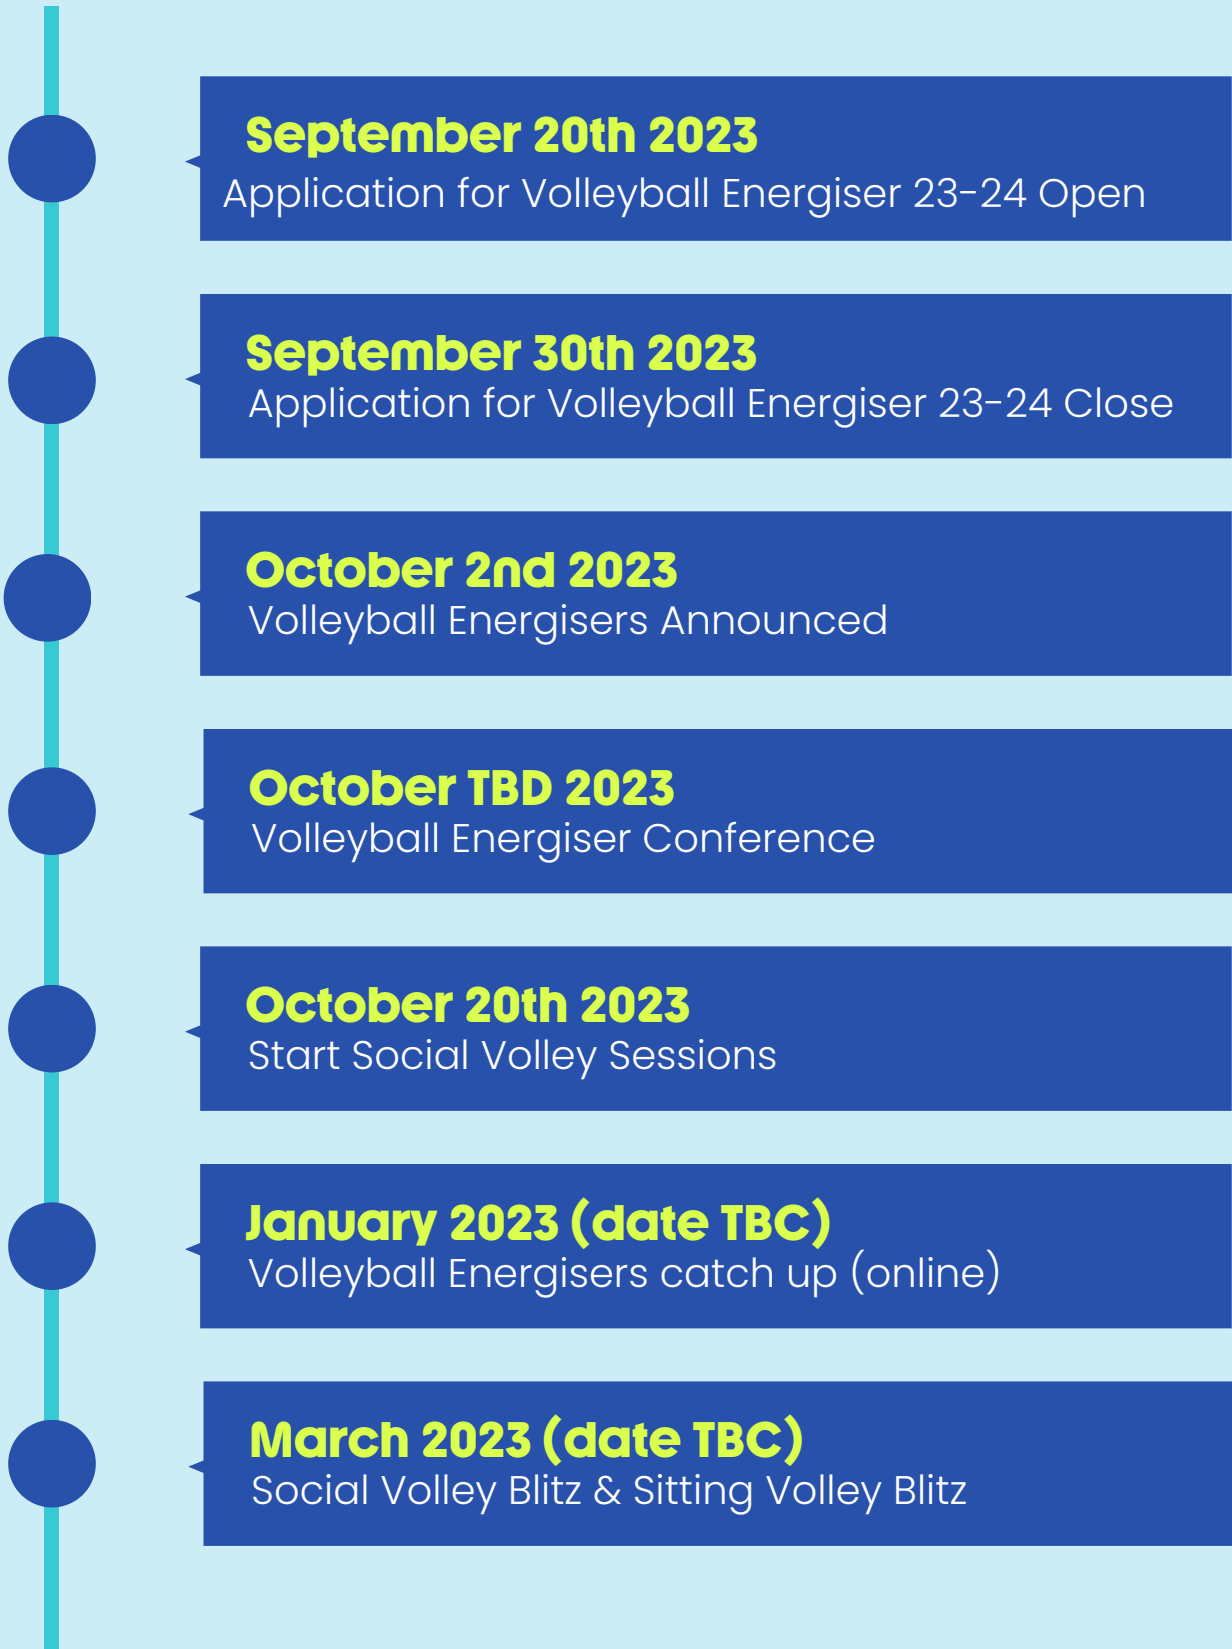 September 20th 2023
Application for Volleyball Energiser 23-24 Open
September 30th 2023
Application for Volleyball Energiser 23-24 Close
October 2nd 2023
Volleyball Energisers Announced
October TBD 2023
Volleyball Energiser Conference
October 20th 2023
Start Social Volley Sessions
January 2023 (date TBC)
Volleyball Energisers catch up (online)
March 2023 (date TBC)
Social Volley Blitz & Sitting Volley Blitz